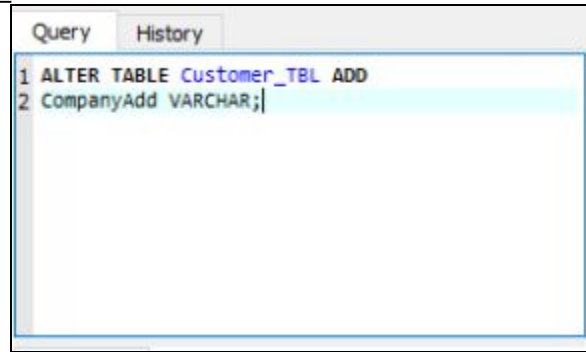 Query History
1 ALTER TABLE Customer_TBL ADD
2 CompanyAdd VARCHAR;